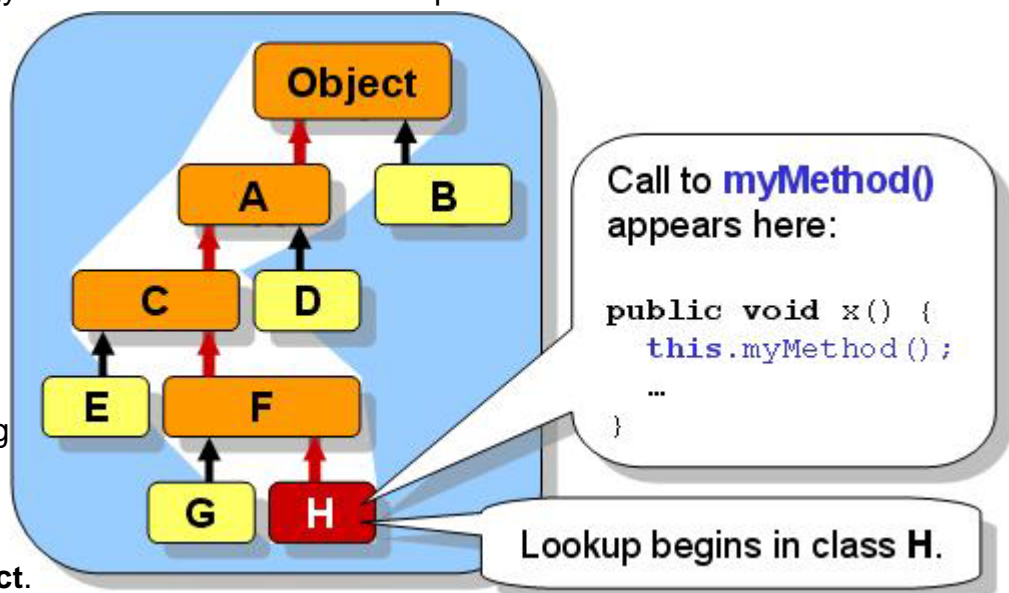 Object
A
B
Call to myMethod()
appears here:
C
D
public void x() {
this.myMethod();
…
}
E
F
G
H
Lookup begins in class H.